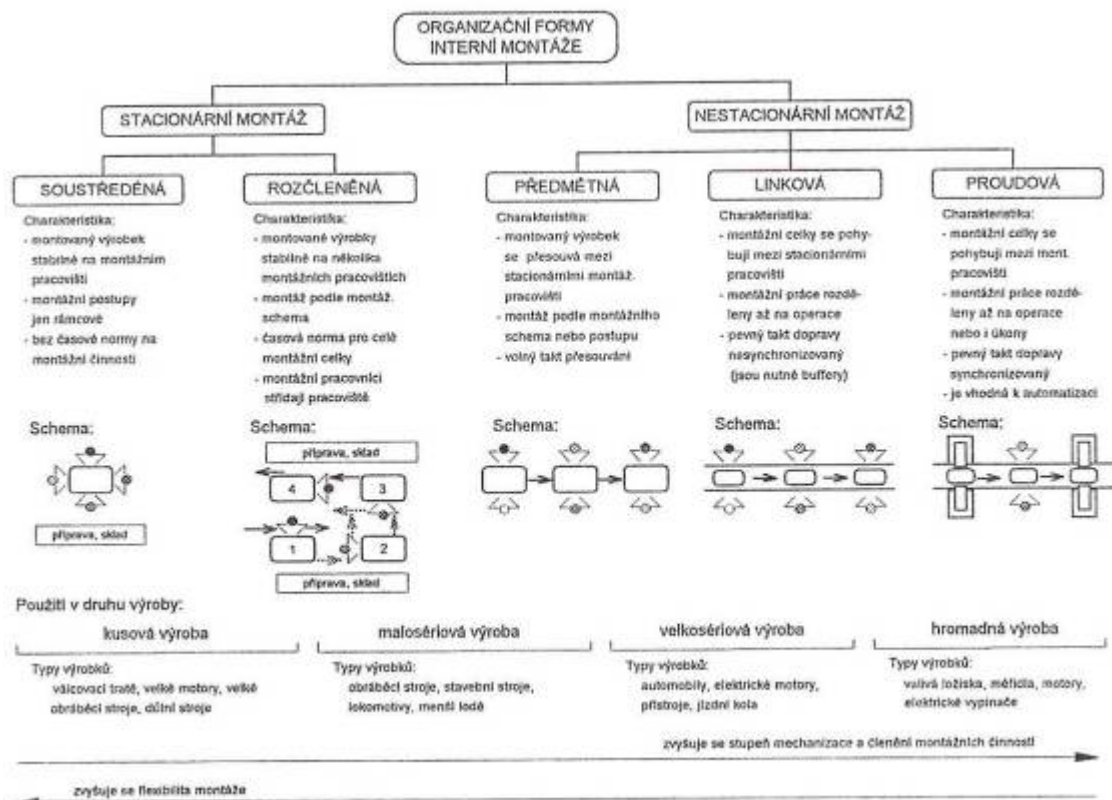 ORGANIZAČNÍ FORMY
INTERNÍ MONTÁŽE
STACIONÁRNÍ MONTÁŽ
NESTACIONÁRNÍ MONTÁŽ
SOUSTŘEDĚNÁ
Charakteristika:
- montovaný výrobek
stabilně na montážním
pracovišti
- montážní postupy
jen rámcové
- bez časové normy na
montážní činnosti
Schema:
příprava, sklad
ROZČLENĚNÁ
Charakteristika:
- montované výrobky
stabilně na několika
montážních pracovištích
- montáž podle montáž.
schema
- časová norma pro celé
montážní celky
- montážní pracovníci
střídají pracoviště
Schema:
příprava, sklad
4
3
1
2
příprava, sklad
PŘEDMĚTNÁ
Charakteristika:
- montovaný výrobek
se přesouvá mezi
stacionárními montáž.
pracovišti
- montáž podle montážního
schema nebo postupu
- volný takt přesouvání
Schema:
LINKOVÁ
Charakteristika:
- montážní celky se pohy-
bují mezi stacionárními
pracovišti
- montážní práce rozdě-
leny až na operace
- pevný takt dopravy
nesynchronizovaný
(jsou nutné buffery)
Schema:
PROUDOVÁ
Charakteristika:
- montážní celky se
pohybují mezi mont.
pracovišti
- montážní práce rozdě-
leny až na operace
nebo i úkony
- pevný takt dopravy
synchronizovaný
- je vhodná k automatizaci
Schema:
Použití v druhu výroby:
kusová výroba
Typy výrobků:
válcovací tratě, velké motory, velké
obráběcí stroje, důlní stroje
malosériová výroba
Typy výrobků:
obráběcí stroje, stavební stroje,
lokomotivy, menší lodě
velkosériová výroba
Typy výrobků:
automobily, elektrické motory,
přístroje, jízdní kola
hromadná výroba
Typy výrobků:
valivá ložiska, měřidla, motory,
elektrické vypínače
zvyšuje se stupeň mechanizace a členění montážních činností
zvyšuje se flexibilita montáže